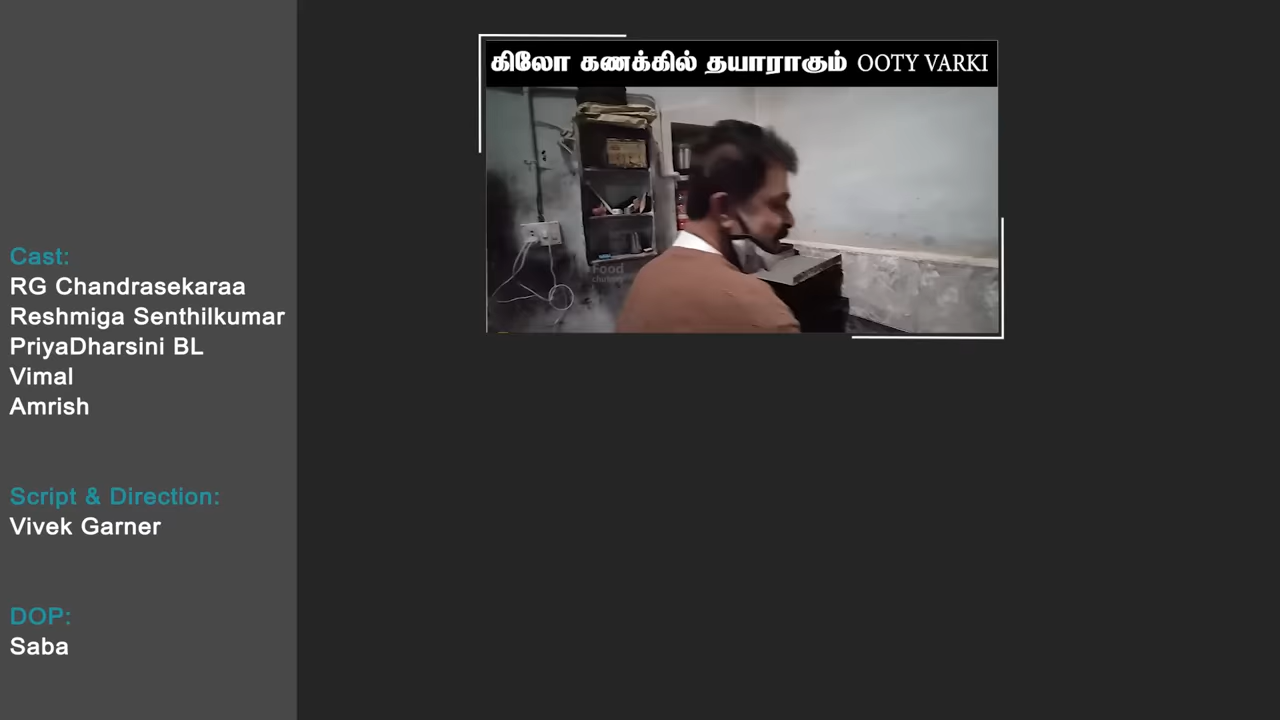 கிலோ கணக்கில் தயாராகும் OOTY VARKI
Food
Cast:
RG Chandrasekaraa
Reshmiga Senthilkumar
PriyaDharsini BL
Vimal
Amrish
Script & Direction:
Vivek Garner
DOP:
Saba